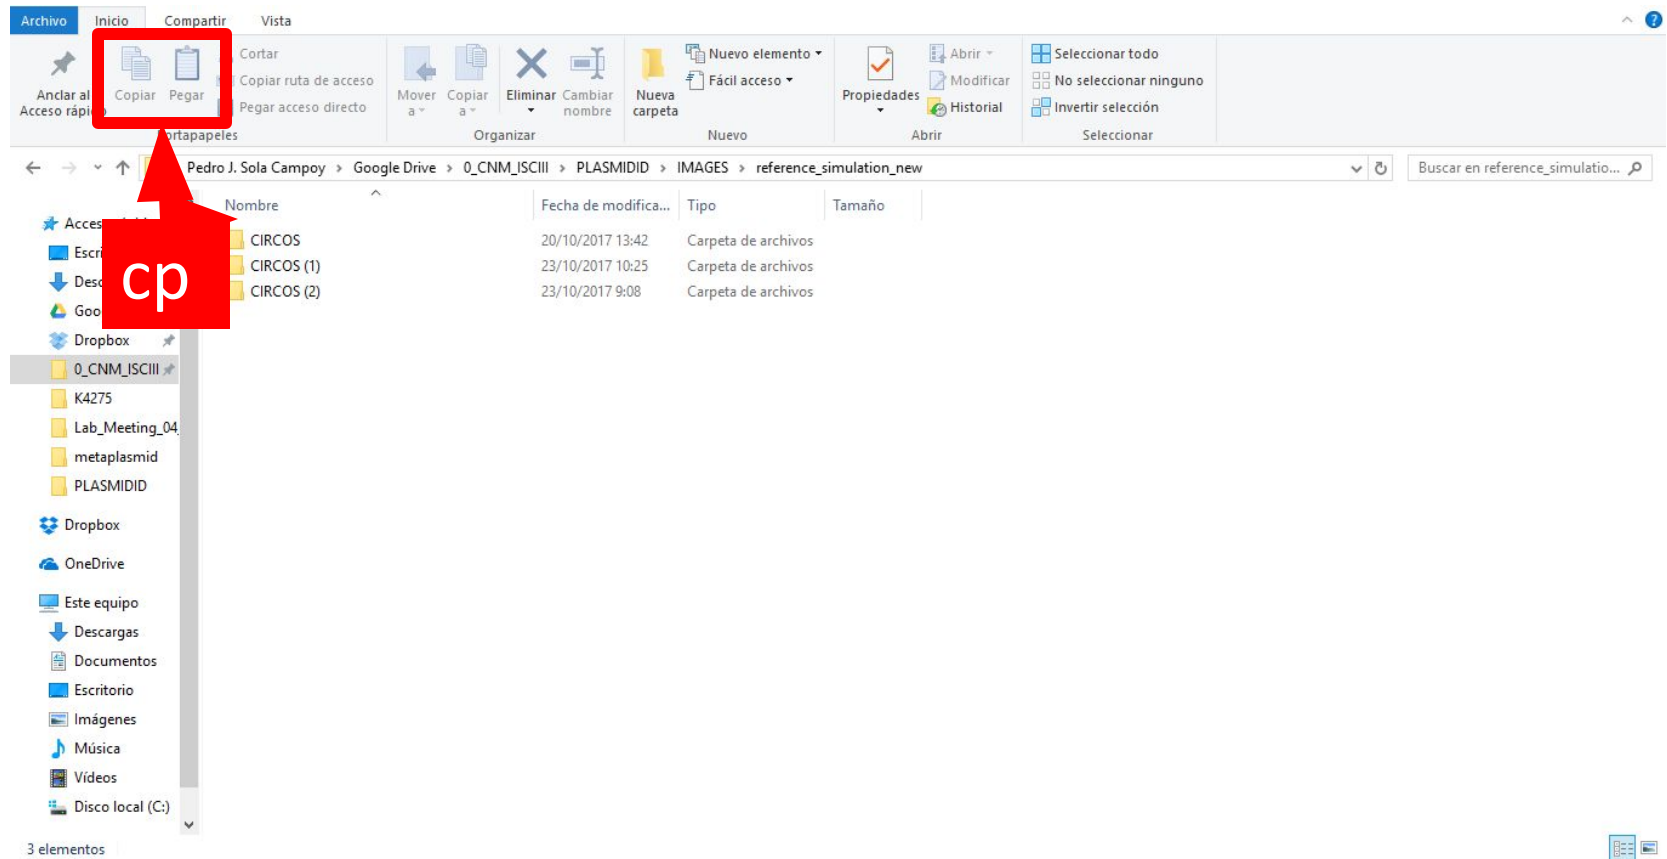 Archivo Inicio Compartir Vista
Anclar al
Acceso rápido
Copiar Pegar
Cortar
Copiar ruta de acceso
Pegar acceso directo
Portapapeles
Mover
a
Copiar
a
Eliminar Cambiar
nombre
Organizar
Nueva
carpeta
Nuevo elemento
Fácil acceso
Nuevo
Propiedades
Abrir
Modificar
Historial
Abrir
Seleccionar todo
No seleccionar ninguno
Invertir selección
Seleccionar
Pedro J. Sola Campoy > Google Drive > 0_CNM_ISCIII > PLASMIDID > IMAGES > reference_simulation_new
Buscar en reference_simulatio...
Nombre Fecha de modifica... Tipo Tamaño
CIRCOS 20/10/2017 13:42 Carpeta de archivos
CIRCOS (1) 23/10/2017 10:25 Carpeta de archivos
CIRCOS (2) 23/10/2017 9:08 Carpeta de archivos
cp
Acces
Escri
Desc
Goo
Dropbox
0_CNM_ISCIII
K4275
Lab_Meeting_04_
metaplasmid
PLASMIDID
Dropbox
OneDrive
Este equipo
Descargas
Documentos
Escritorio
Imágenes
Música
Vídeos
Disco local (C:)
3 elementos